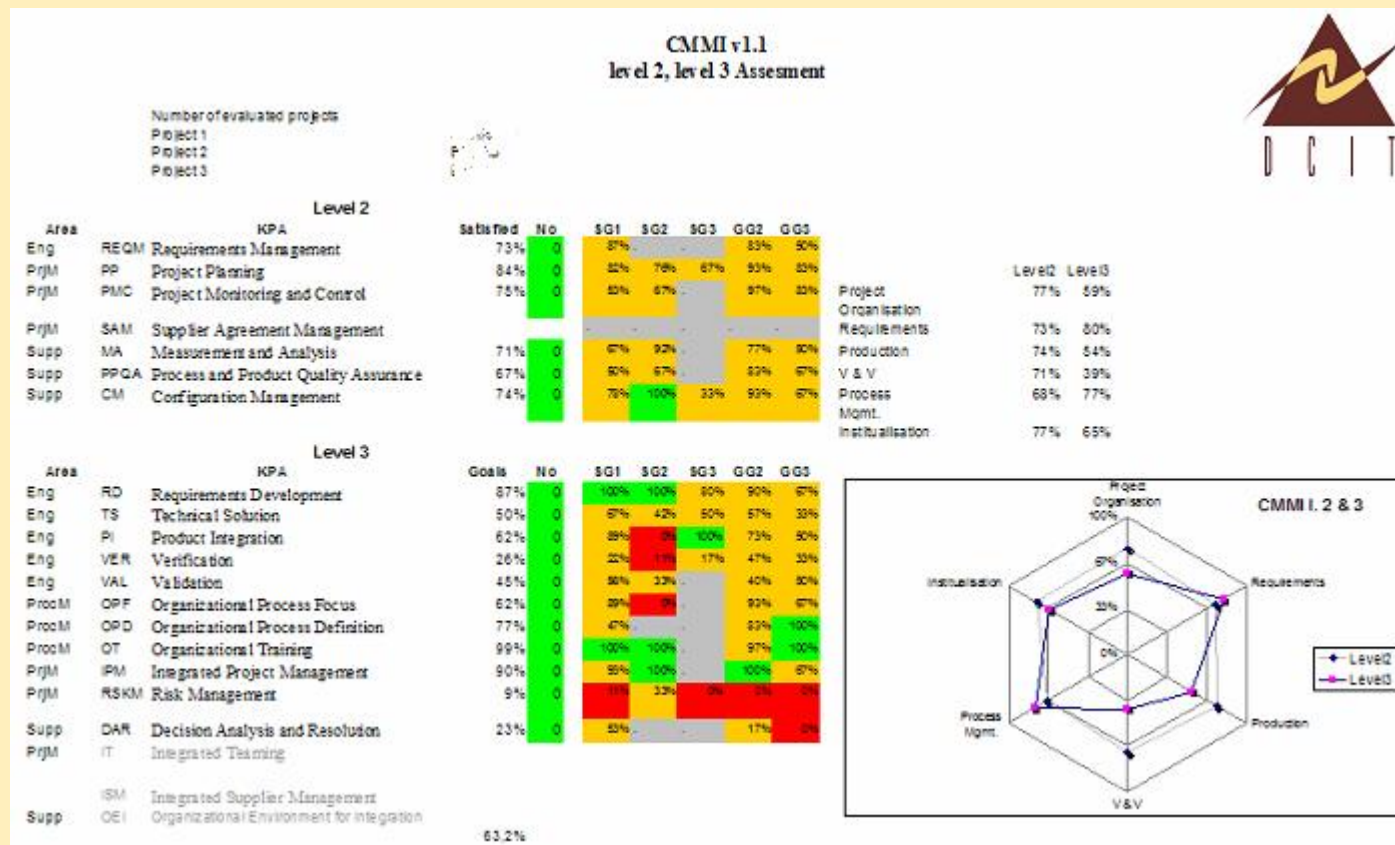 CMMI v1.1
level 2, level 3 Assesment
D C I T
Number of evaluated projects
Project 1
Project 2
Project 3
Level 2
Area KPA Satisfied No SG1 SG2 SG3 GG2 GG3
Eng REQM Requirements Management 73% 0 87% . . 83% 50%
PrjM PP Project Planning 84% 0 82% 76% 67% 93% 83%
PrjM PMC Project Monitoring and Control 75% 0 53% 67% . 97% 83%
PrjM SAM Supplier Agreement Management - - - - -
Supp MA Measurement and Analysis 71% 0 67% 92% . 77% 50%
Supp PPQA Process and Product Quality Assurance 67% 0 50% 67% . 83% 67%
Supp CM Configuration Management 74% 0 78% 100% 33% 93% 67%
Level2 Level3
Project Organisation 77% 59%
Requirements 73% 80%
Production 74% 54%
V & V 71% 39%
Process Mgmt. 68% 77%
Institualisation 77% 65%
Level 3
Area KPA Goals No SG1 SG2 SG3 GG2 GG3
Eng RD Requirements Development 87% 0 100% 100% 80% 90% 67%
Eng TS Technical Solution 50% 0 67% 42% 50% 57% 33%
Eng PI Product Integration 62% 0 89% 0% 100% 73% 50%
Eng VER Verification 26% 0 22% 11% 17% 47% 33%
Eng VAL Validation 45% 0 56% 33% . 40% 50%
ProcM OPF Organizational Process Focus 62% 0 89% 0% . 93% 67%
ProcM OPD Organizational Process Definition 77% 0 47% . . 83% 100%
ProcM OT Organizational Training 99% 0 100% 100% . 97% 100%
PrjM IPM Integrated Project Management 90% 0 100% . 100% 67%
PrjM RSKM Risk Management 9% 0 11% 33% 0% 0% 0%
Supp DAR Decision Analysis and Resolution 23% 0 53% . . 17% 0%
PrjM IT Integrated Teaming
ISM Integrated Supplier Management
Supp OEI Organizational Environment for Integration
63,2%
CMMI l. 2 & 3
Project
Organisation
100%
67%
33%
0%
Institualisation
Requirements
Process
Mgmt.
Production
V & V
Level2
Level3